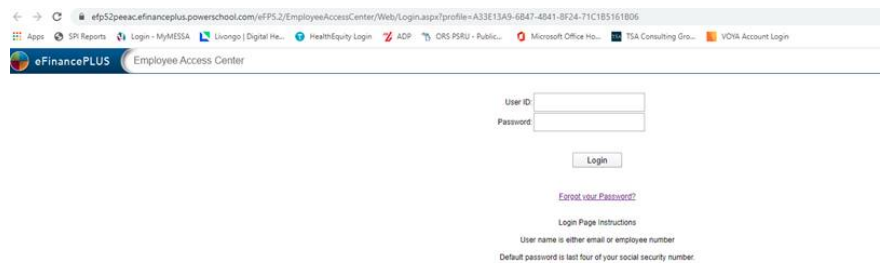 efp52peeac.efinanceplus.powerschool.com/eFP5.2/EmployeeAccessCenter/Web/Login.aspx?profile=A33E13A9-6B47-4841-8F24-71C1B5161B06
Apps SPI Reports Login - MyMESSA Livongo | Digital He... HealthEquity Login ADP ORS PSRU - Public... Microsoft Office Ho... TSA TSA Consulting Gro... VOYA Account Login
eFinancePLUS Employee Access Center
User ID:
Password:
Login
Forgot your Password?
Login Page Instructions
User name is either email or employee number
Default password is last four of your social security number.